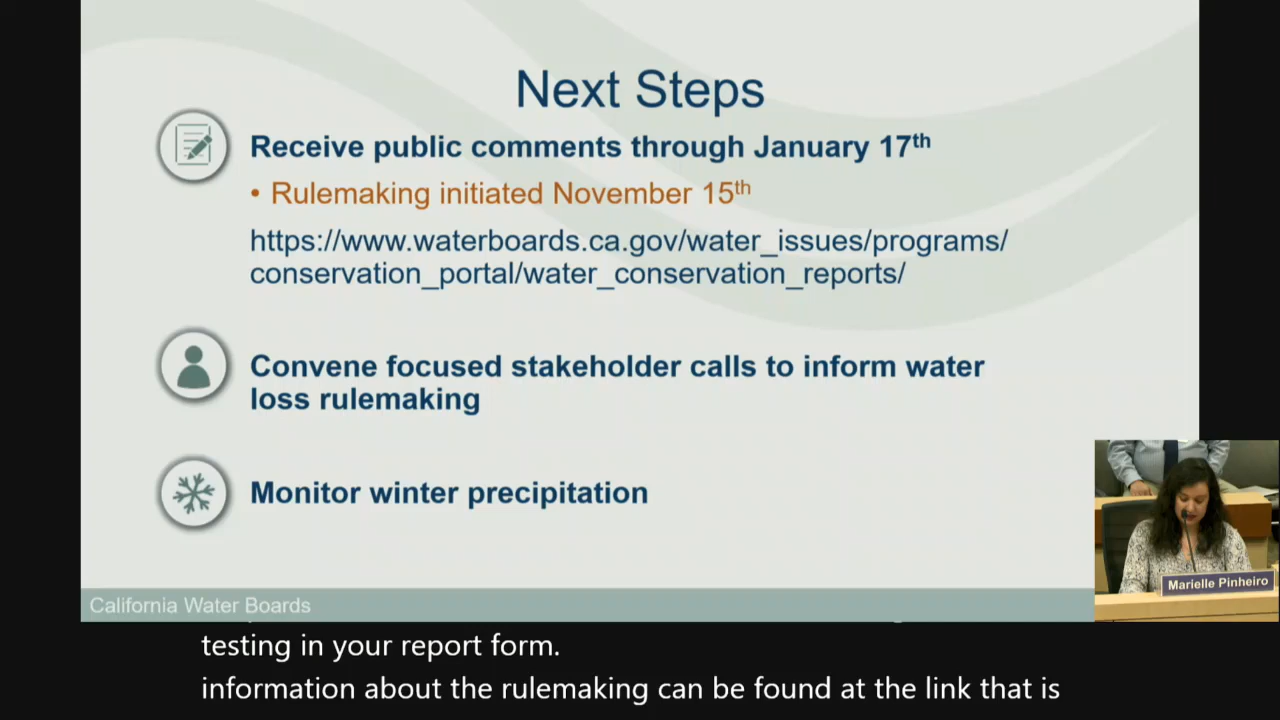 Next Steps
Receive public comments through January 17th
• Rulemaking initiated November 15th
https://www.waterboards.ca.gov/water_issues/programs/
conservation_portal/water_conservation_reports/
Convene focused stakeholder calls to inform water
loss rulemaking
Monitor winter precipitation
Marielle Pinheiro
California Water Boards
testing in your report form.
information about the rulemaking can be found at the link that is